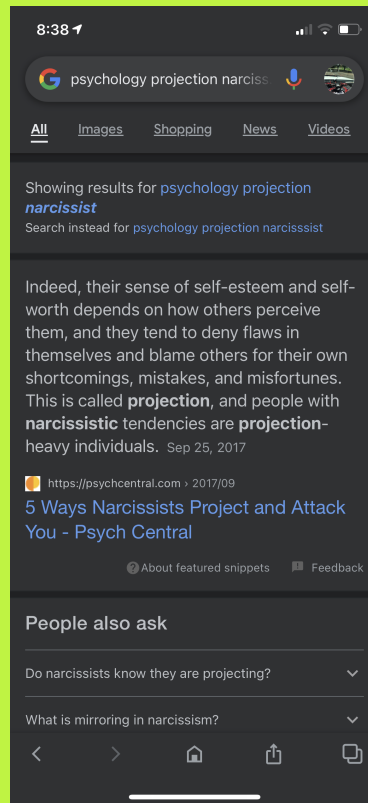 8:38
psychology projection narciss
All Images Shopping News Videos
Showing results for psychology projection
narcissist
Search instead for psychology projection narcisssist
Indeed, their sense of self-esteem and self-
worth depends on how others perceive
them, and they tend to deny flaws in
themselves and blame others for their own
shortcomings, mistakes, and misfortunes.
This is called projection, and people with
narcissistic tendencies are projection-
heavy individuals. Sep 25, 2017
https://psychcentral.com › 2017/09
5 Ways Narcissists Project and Attack
You - Psych Central
About featured snippets Feedback
People also ask
Do narcissists know they are projecting?
What is mirroring in narcissism?